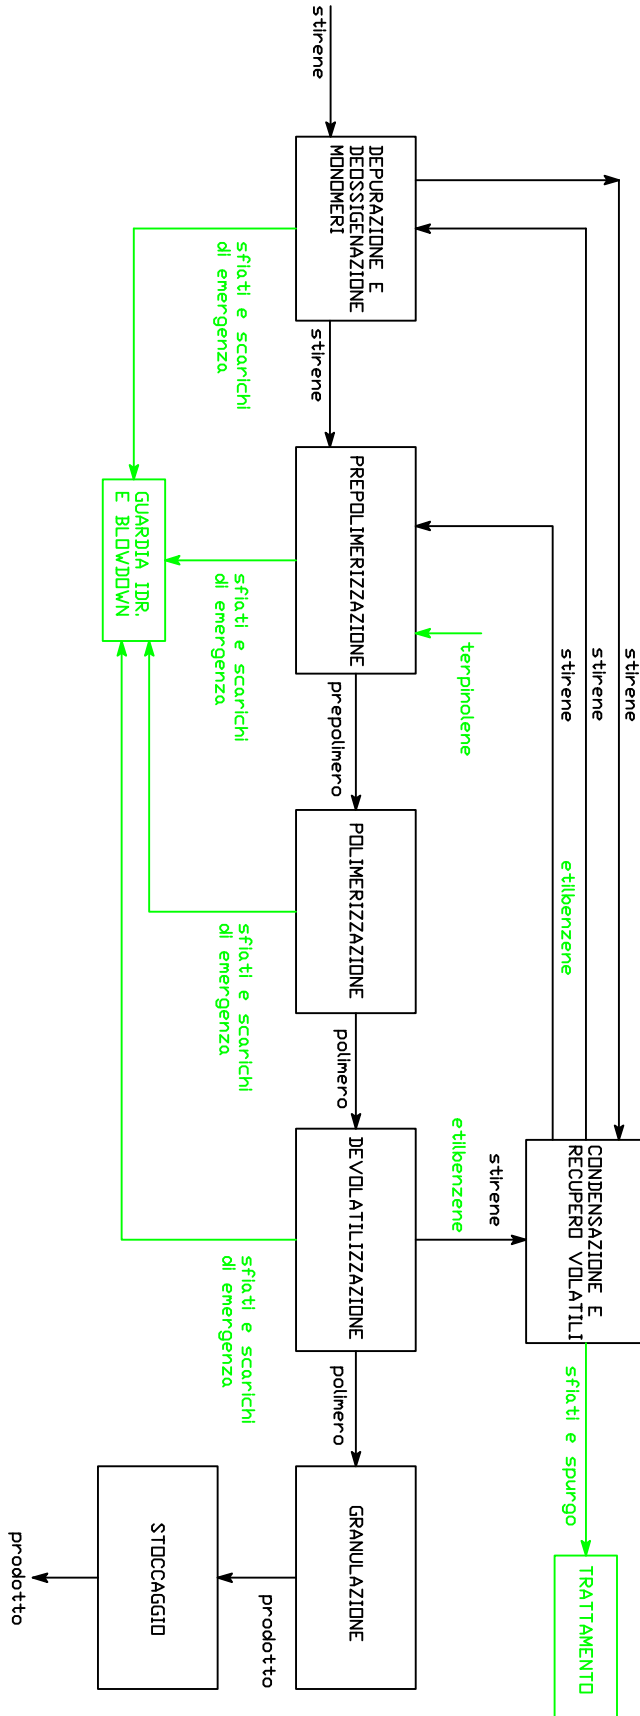 stirene
DEPURAZIONE E
DEOSSIGENAZIONE
MONOMERI
sfiati e scarichi
di emergenza
stirene
PREPOLIMERIZZAZIONE
GUARDIA IDR.
E BLOWDOWN
sfiati e scarichi
di emergenza
terpinolene
stirene
stirene
stirene
etilbenzene
prepolimero
POLIMERIZZAZIONE
sfiati e scarichi
di emergenza
polimero
DEVOLATILIZZAZIONE
stirene
etilbenzene
CONDENSAZIONE E
RECUPERO VOLATILI
sfiati e scarichi
di emergenza
polimero
sfiati e spurgo
TRATTAMENTO
GRANULAZIONE
prodotto
STOCCAGGIO
prodotto